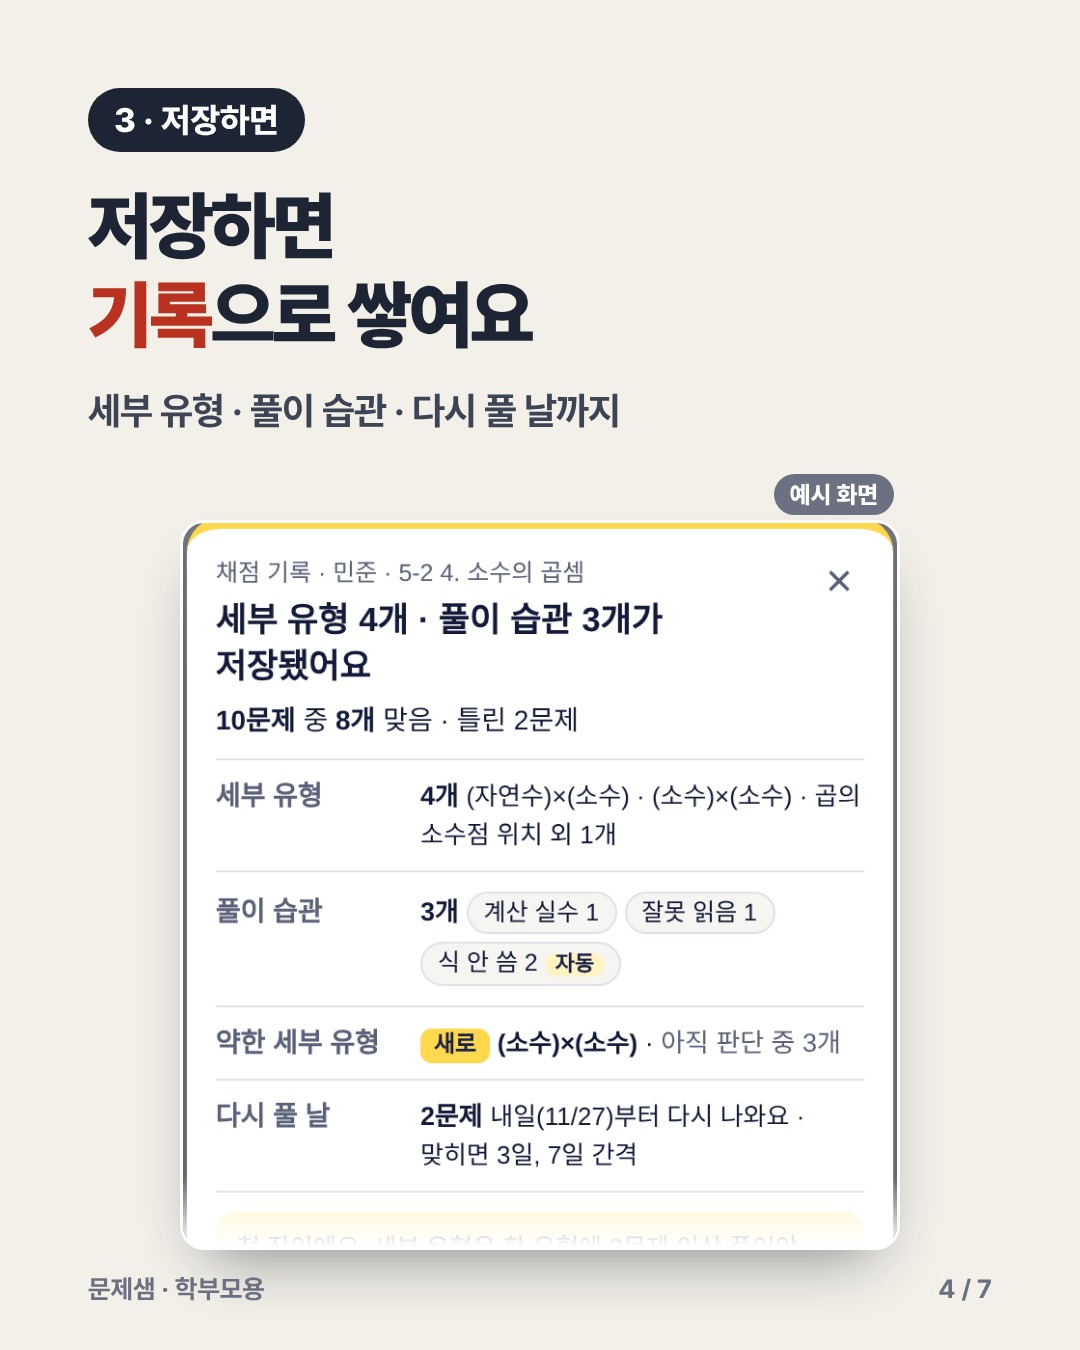 3 · 저장하면
저장하면
기록으로 쌓여요
세부 유형 · 풀이 습관 · 다시 풀 날까지
예시 화면
채점 기록 · 민준 · 5-2 4. 소수의 곱셈
×
세부 유형 4개 · 풀이 습관 3개가
저장됐어요
10문제 중 8개 맞음 · 틀린 2문제
세부 유형 4개 (자연수)×(소수) · (소수)×(소수) · 곱의
소수점 위치 외 1개
풀이 습관 3개 계산 실수 1 잘못 읽음 1
식 안 씀 2 자동
약한 세부 유형 새로 (소수)×(소수) · 아직 판단 중 3개
다시 풀 날 2문제 내일(11/27)부터 다시 나와요 ·
맞히면 3일, 7일 간격
세부 유형은 한 유형에
문제샘 · 학부모용
4 / 7